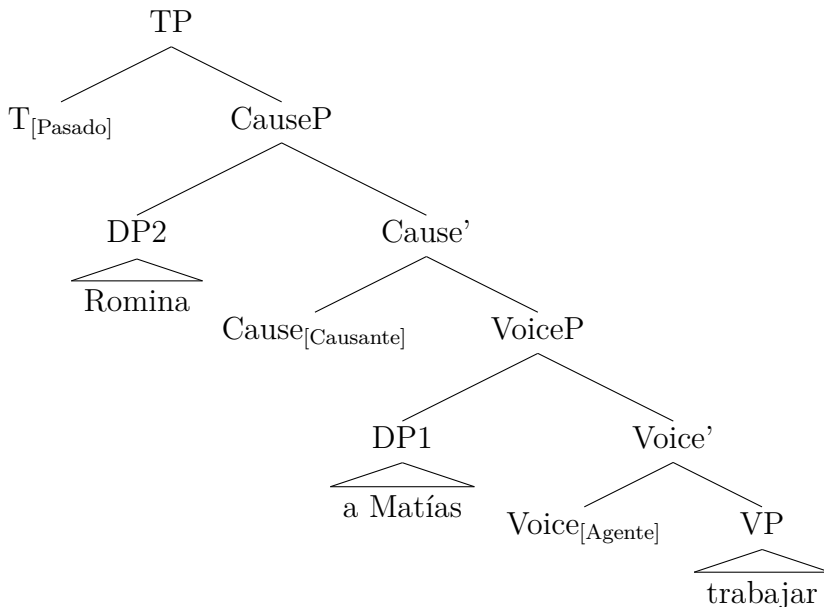 TP
T[Pasado] CauseP
DP2 Cause’
Romina
Cause[Causante] VoiceP
DP1 Voice’
a Matías
Voice[Agente] VP
trabajar